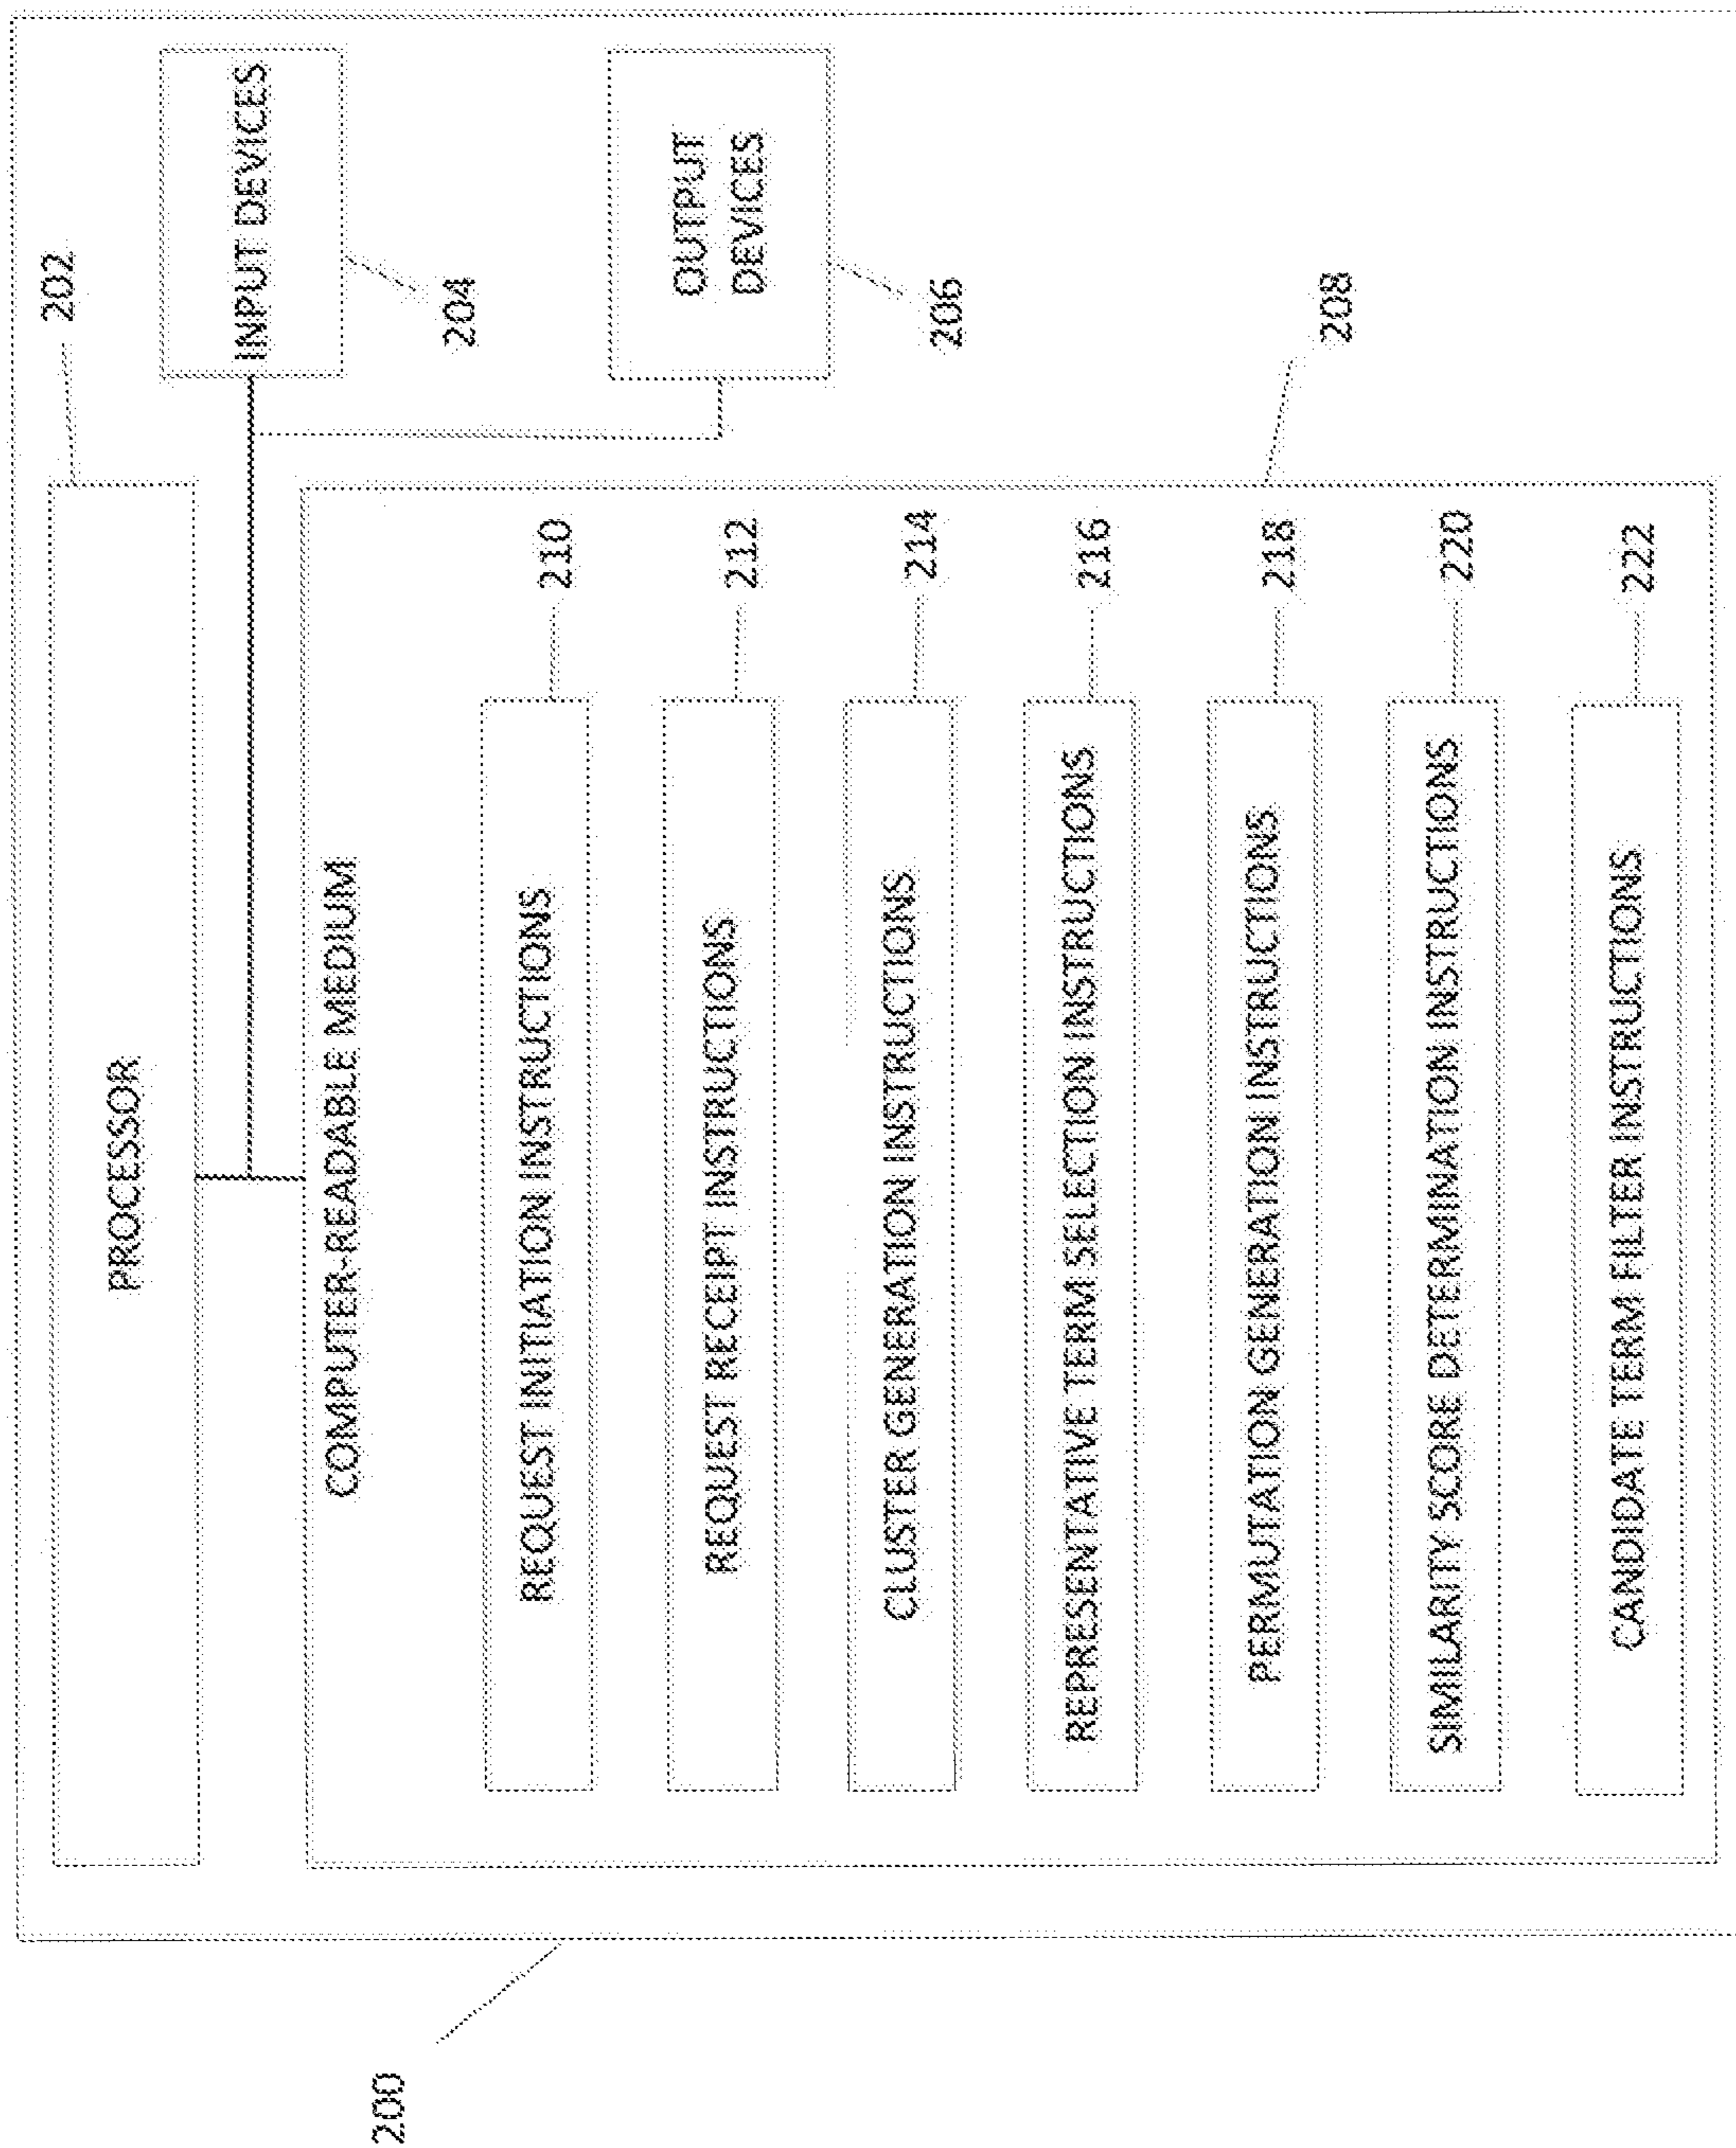 200
PROCESSOR
202
INPUT DEVICES
204
OUTPUT
DEVICES
206
COMPUTER-READABLE MEDIUM
208
REQUEST INITIATION INSTRUCTIONS
210
REQUEST RECEIPT INSTRUCTIONS
212
CLUSTER GENERATION INSTRUCTIONS
214
REPRESENTATIVE TERM SELECTION INSTRUCTIONS
216
PERMUTATION GENERATION INSTRUCTIONS
218
SIMILARITY SCORE DETERMINATION INSTRUCTIONS
220
CANDIDATE TERM FILTER INSTRUCTIONS
222